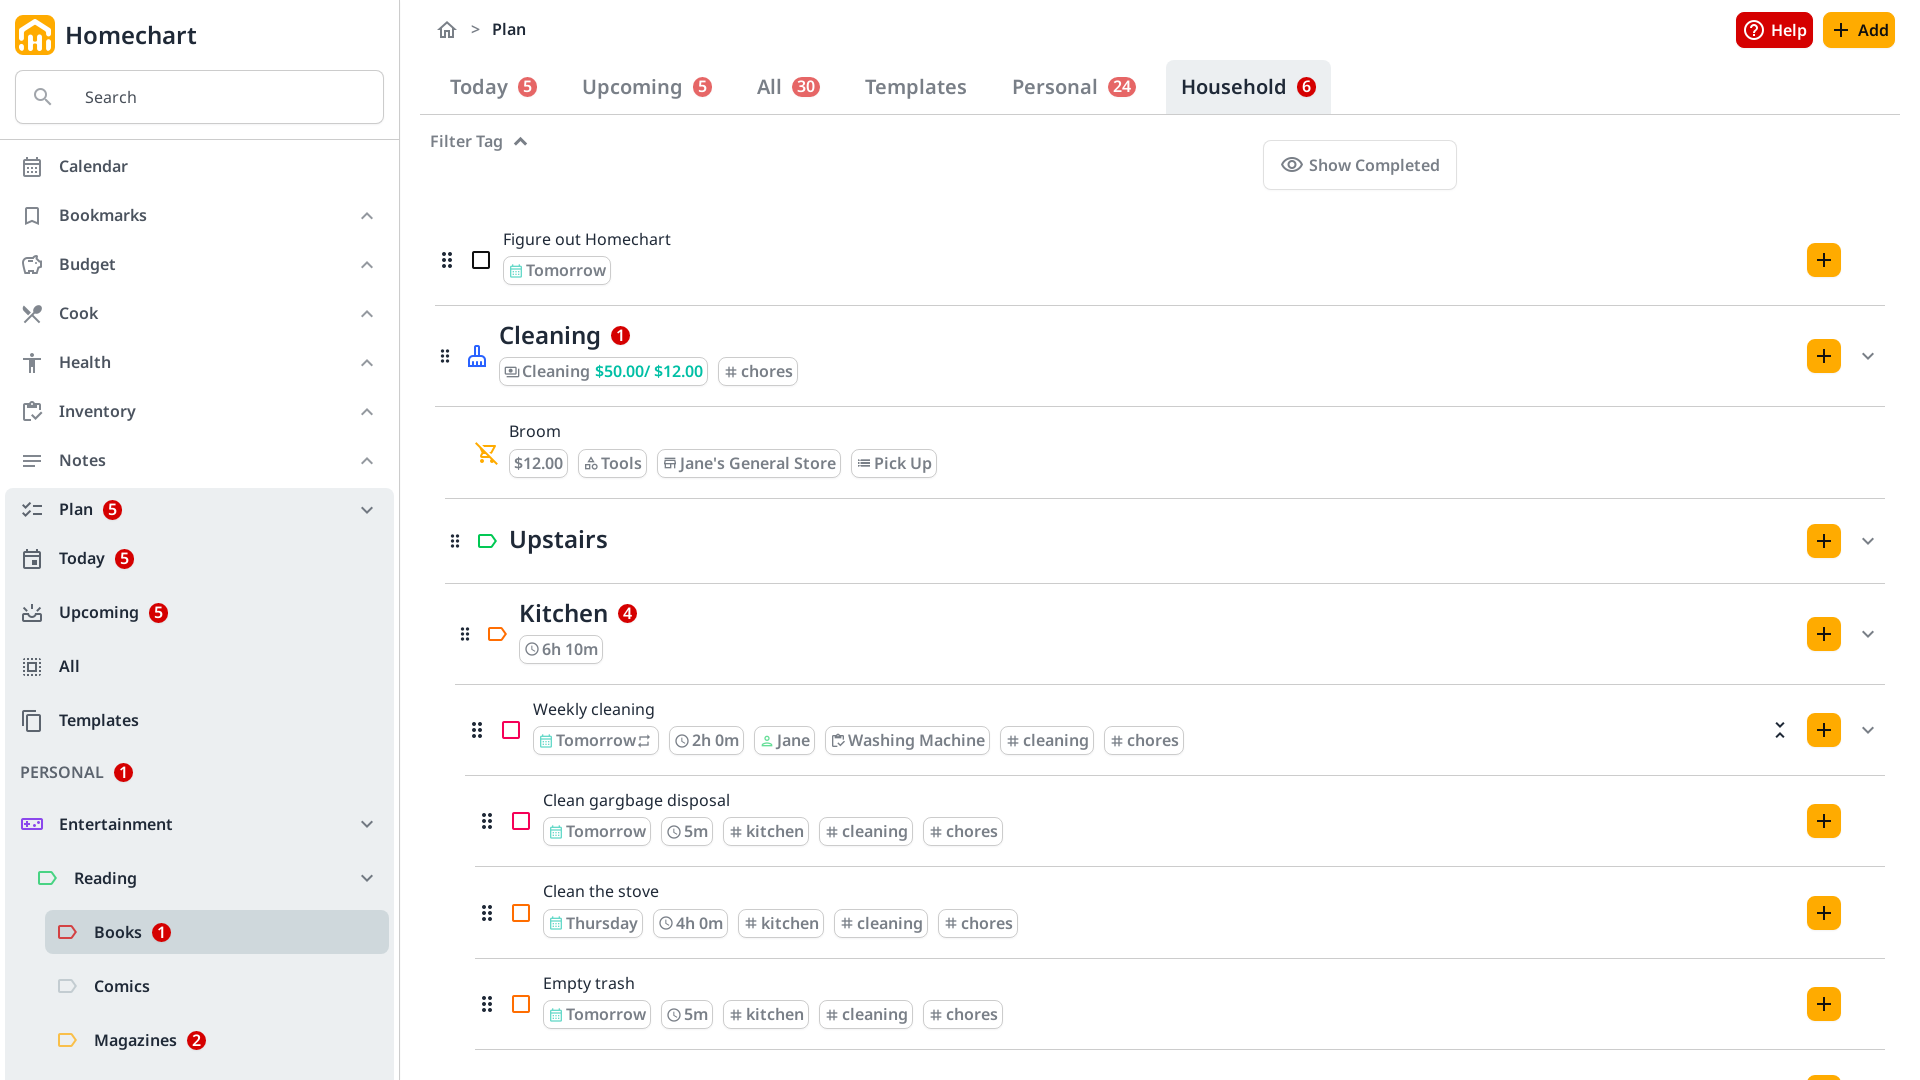 Homechart
Search
Calendar
Bookmarks
Budget
Cook
Health
Inventory
Notes
Plan 5
Today 5
Upcoming 5
All
Templates
PERSONAL 1
Entertainment
Reading
Books 1
Comics
Magazines 2
> Plan
Help
Add
Today 5 Upcoming 5 All 30 Templates Personal 24 Household 6
Filter Tag
Show Completed
Figure out Homechart
Tomorrow
Cleaning 1
Cleaning $50.00/ $12.00 # chores
Broom
$12.00 Tools Jane's General Store Pick Up
Upstairs
Kitchen 4
6h 10m
Weekly cleaning
Tomorrow 2h 0m Jane Washing Machine # cleaning # chores
Clean gargbage disposal
Tomorrow 5m # kitchen # cleaning # chores
Clean the stove
Thursday 4h 0m # kitchen # cleaning # chores
Empty trash
Tomorrow 5m # kitchen # cleaning # chores